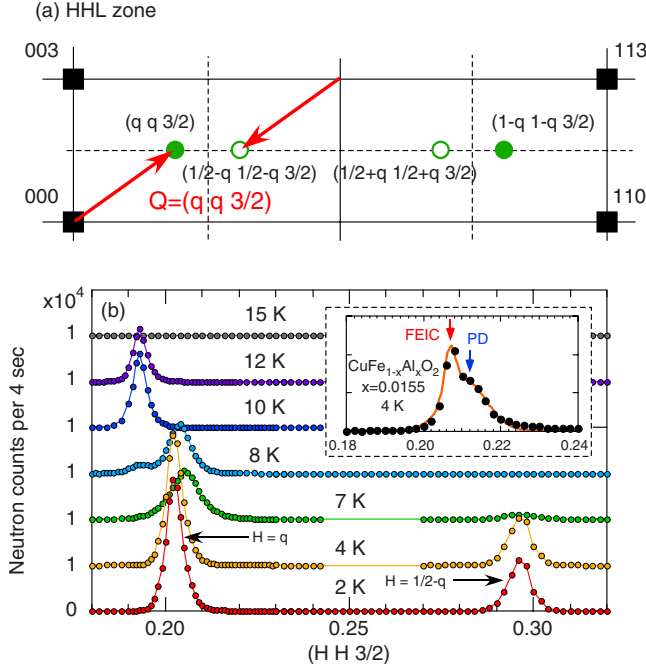 (a) HHL zone
003
113
(q q 3/2)
(1-q 1-q 3/2)
(1/2-q 1/2-q 3/2)
(1/2+q 1/2+q 3/2)
Q=(q q 3/2)
000
110
x10⁴
(b)
15 K
1
12 K
1
10 K
1
8 K
1
7 K
1
4 K
1
2 K
0
H = q
H = 1/2-q
FEIC
PD
CuFe₁₋ₓAlₓO₂
x=0.0155
4 K
0.18
0.20
0.22
0.24
Neutron counts per 4 sec
0.20
0.25
0.30
(H H 3/2)